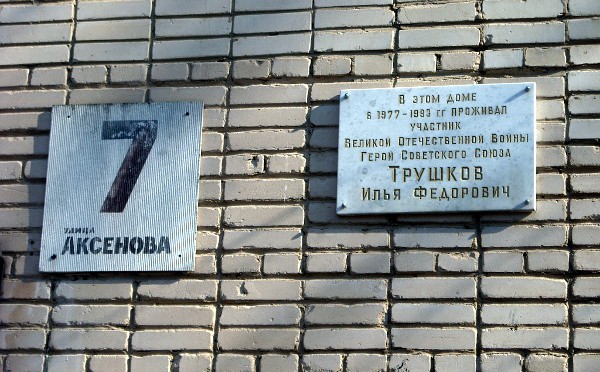 7
УЛИЦА
АКСЕНОВА
В ЭТОМ ДОМЕ
в 1977-1993 гг ПРОЖИВАЛ
УЧАСТНИК
ВЕЛИКОЙ ОТЕЧЕСТВЕННОЙ ВОЙНЫ
ГЕРОЙ СОВЕТСКОГО СОЮЗА
ТРУШКОВ
ИЛЬЯ ФЕДОРОВИЧ